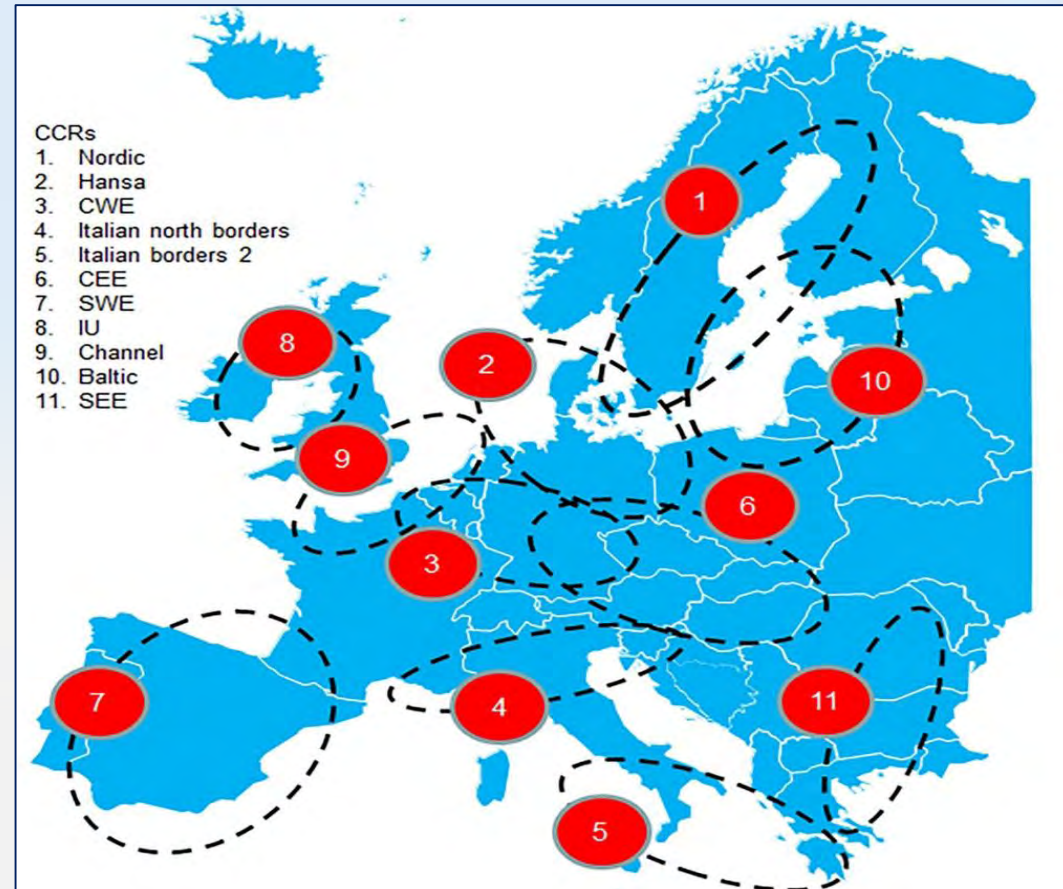 CCRs
1. Nordic
2. Hansa
3. CWE
4. Italian north borders
5. Italian borders 2
6. CEE
7. SWE
8. IU
9. Channel
10. Baltic
11. SEE
1
8
2
10
9
6
3
7
4
11
5